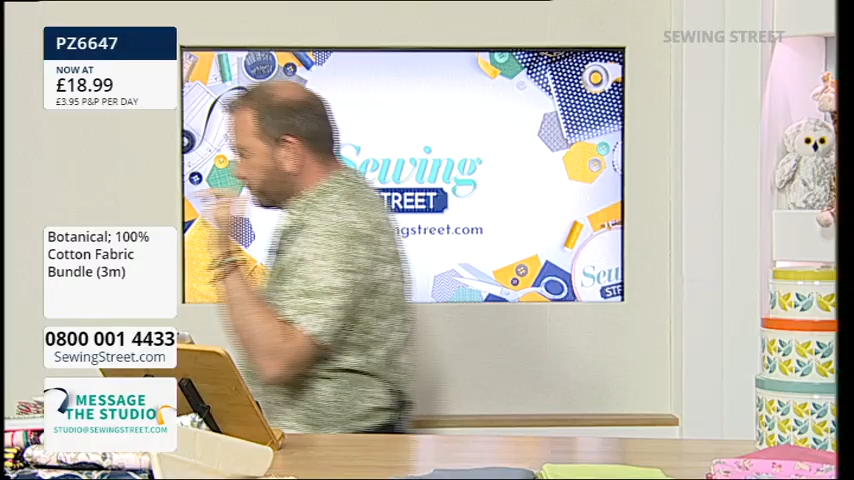 PZ6647
NOW AT
£18.99
£3.95 P&P PER DAY
SEWING STREET
Sewing
STREET
ngstreet.com
Botanical; 100%
Cotton Fabric
Bundle (3m)
0800 001 4433
SewingStreet.com
MESSAGE
THE STUDIO
STUDIO@SEWINGSTREET.COM